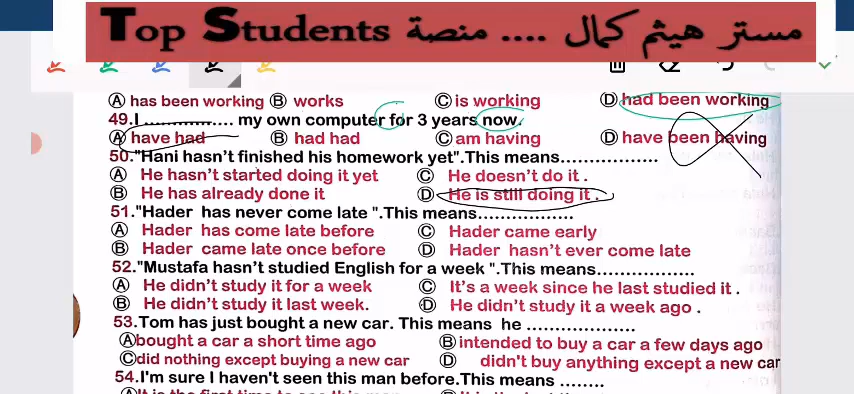 Top Students مستر هيثم كمال .... منصة
Ⓐ has been working Ⓑ works Ⓒ is working Ⓓ had been working
49.I .................. my own computer for 3 years now.
Ⓐ have had Ⓑ had had Ⓒ am having Ⓓ have been having
50."Hani hasn't finished his homework yet".This means..................
Ⓐ He hasn't started doing it yet Ⓒ He doesn't do it .
Ⓑ He has already done it Ⓓ He is still doing it .
51."Hader has never come late ".This means.................
Ⓐ Hader has come late before Ⓒ Hader came early
Ⓑ Hader came late once before Ⓓ Hader hasn't ever come late
52."Mustafa hasn't studied English for a week ".This means.................
Ⓐ He didn't study it for a week Ⓒ It's a week since he last studied it .
Ⓑ He didn't study it last week. Ⓓ He didn't study it a week ago .
53.Tom has just bought a new car. This means he ...................
Ⓐbought a car a short time ago Ⓑintended to buy a car a few days ago
Ⓒdid nothing except buying a new car Ⓓ didn't buy anything except a new car
54.I'm sure I haven't seen this man before.This means ........